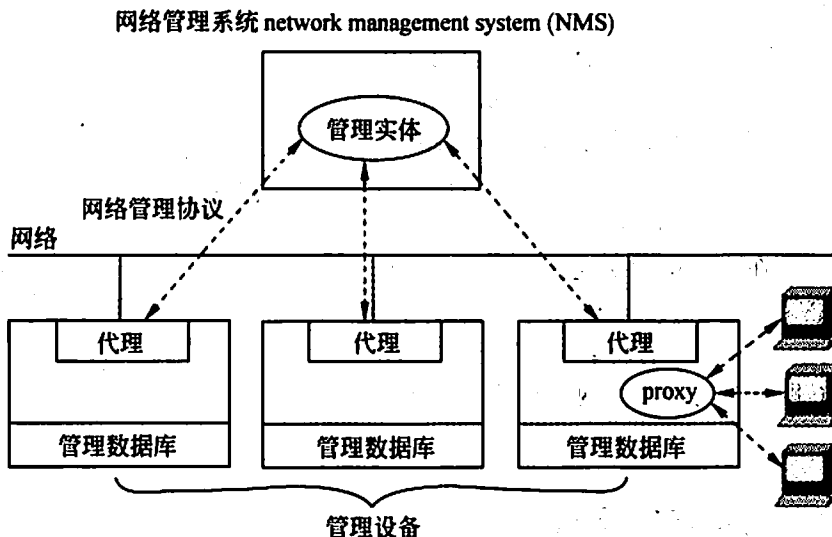 网络管理系统 network management system (NMS)
管理实体
网络管理协议
网络
代理
代理
代理
proxy
管理数据库
管理数据库
管理数据库
管理设备